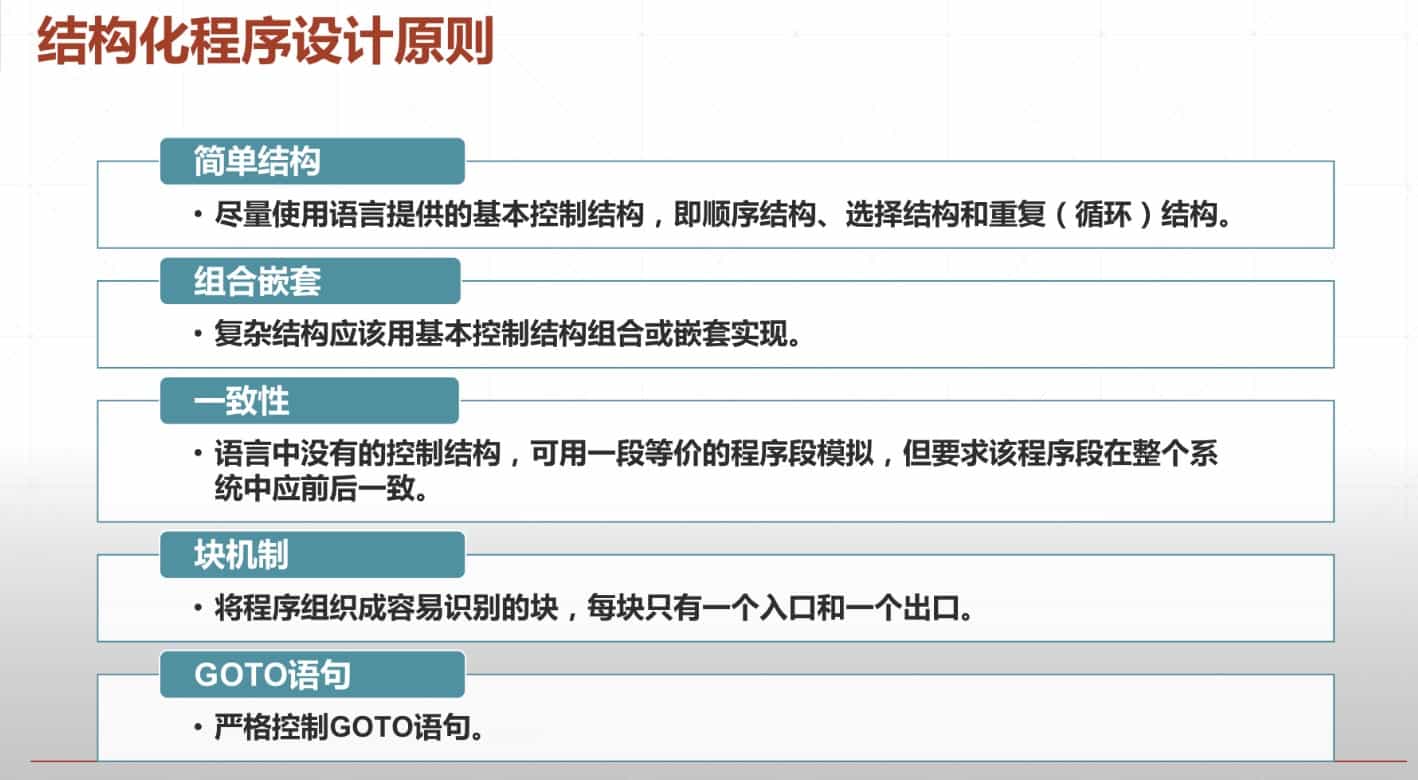 结构化程序设计原则
简单结构
• 尽量使用语言提供的基本控制结构，即顺序结构、选择结构和重复（循环）结构。
组合嵌套
• 复杂结构应该用基本控制结构组合或嵌套实现。
一致性
• 语言中没有的控制结构，可用一段等价的程序段模拟，但要求该程序段在整个系
统中应前后一致。
块机制
• 将程序组织成容易识别的块，每块只有一个入口和一个出口。
GOTO语句
• 严格控制GOTO语句。